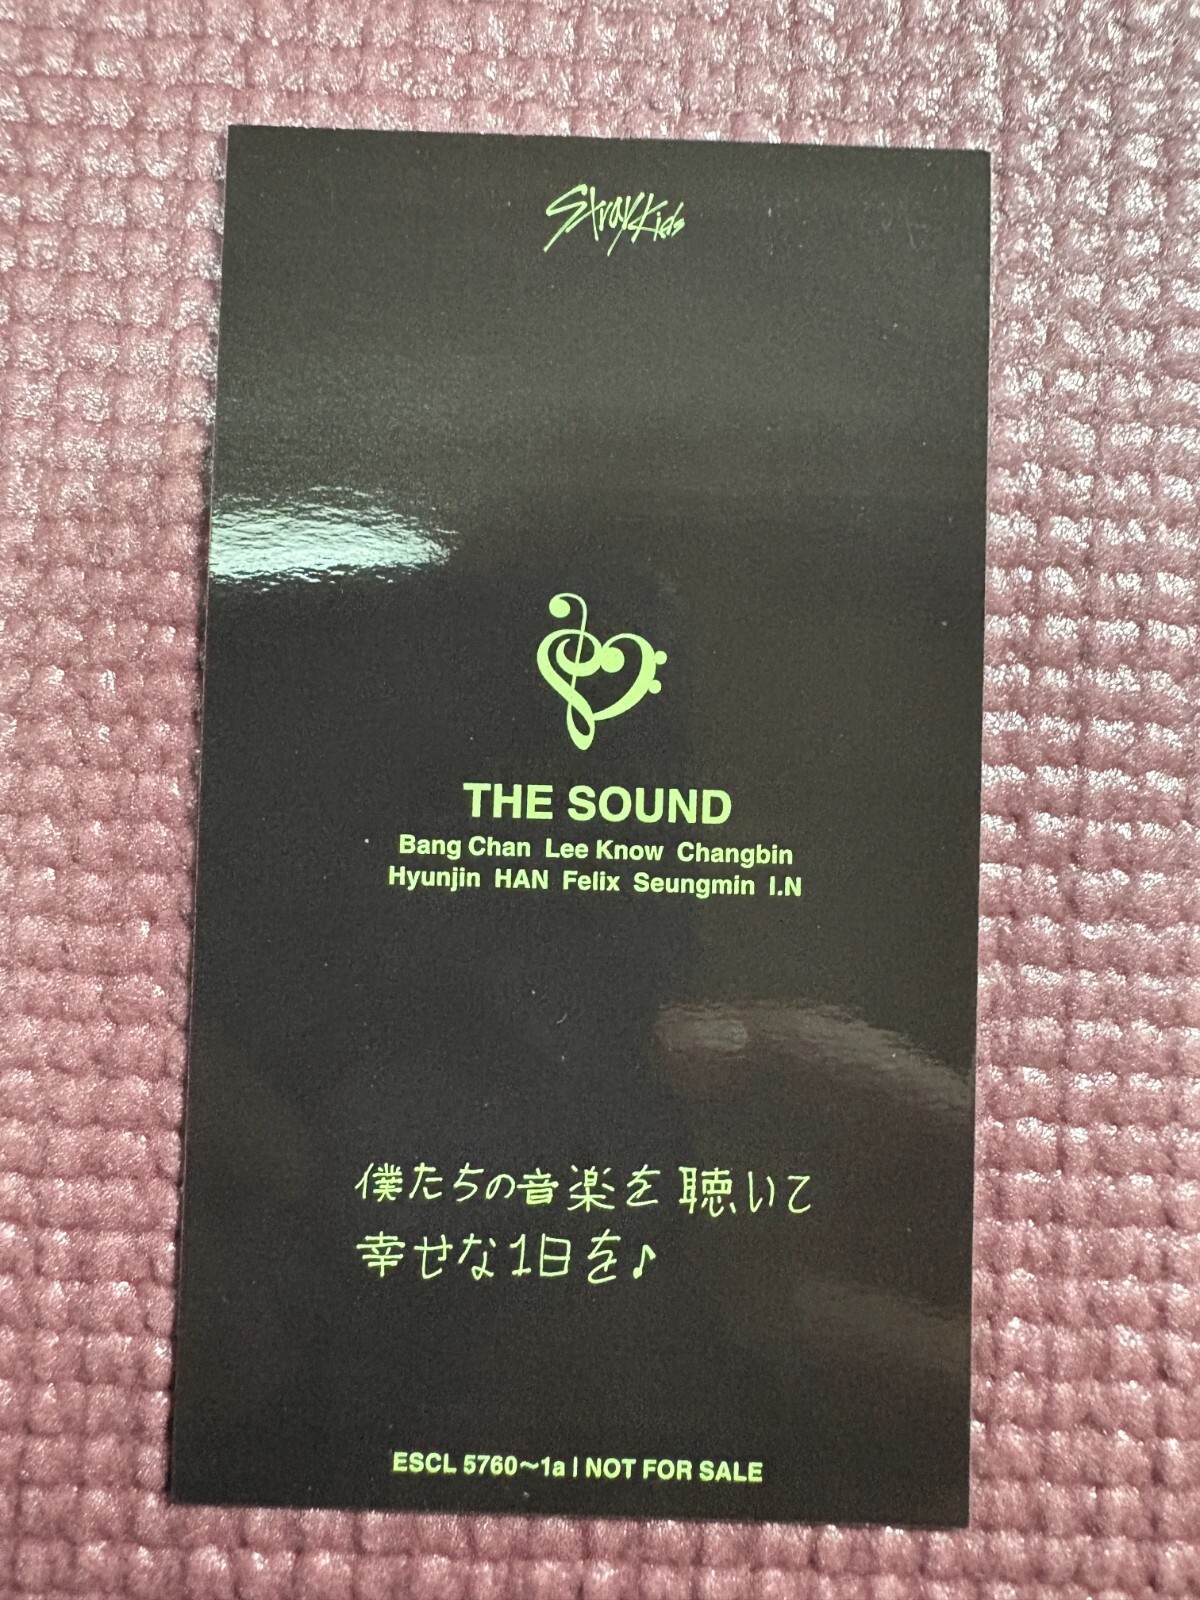 Stray Kids
THE SOUND
Bang Chan Lee Know Changbin
Hyunjin HAN Felix Seungmin I.N
僕たちの音楽を聴いて
幸せな1日を♪
ESCL 5760~1a | NOT FOR SALE